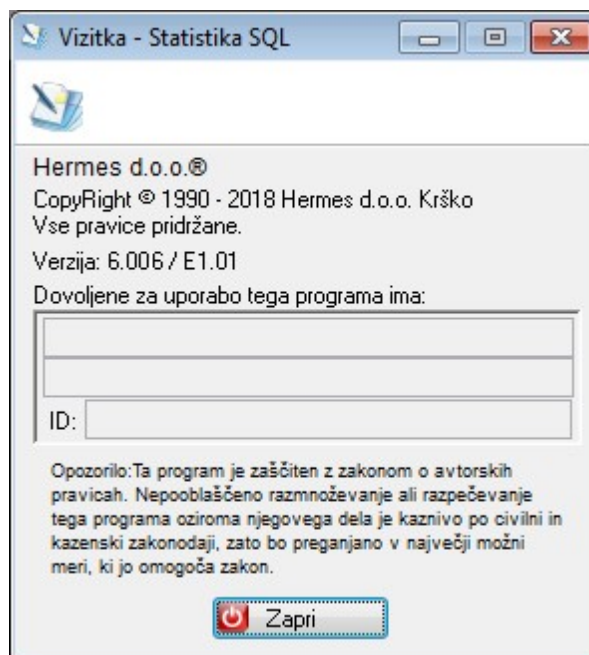 Vizitka - Statistika SQL
Hermes d.o.o.®
CopyRight © 1990 - 2018 Hermes d.o.o. Krško
Vse pravice pridržane.
Verzija: 6.006 / E1.01
Dovoljene za uporabo tega programa ima:
ID:
Opozorilo:Ta program je zaščiten z zakonom o avtorskih
pravicah. Nepooblaščeno razmnoževanje ali razpečevanje
tega programa oziroma njegovega dela je kaznivo po civilni in
kazenski zakonodaji, zato bo preganjano v največji možni
meri, ki jo omogoča zakon.
Zapri